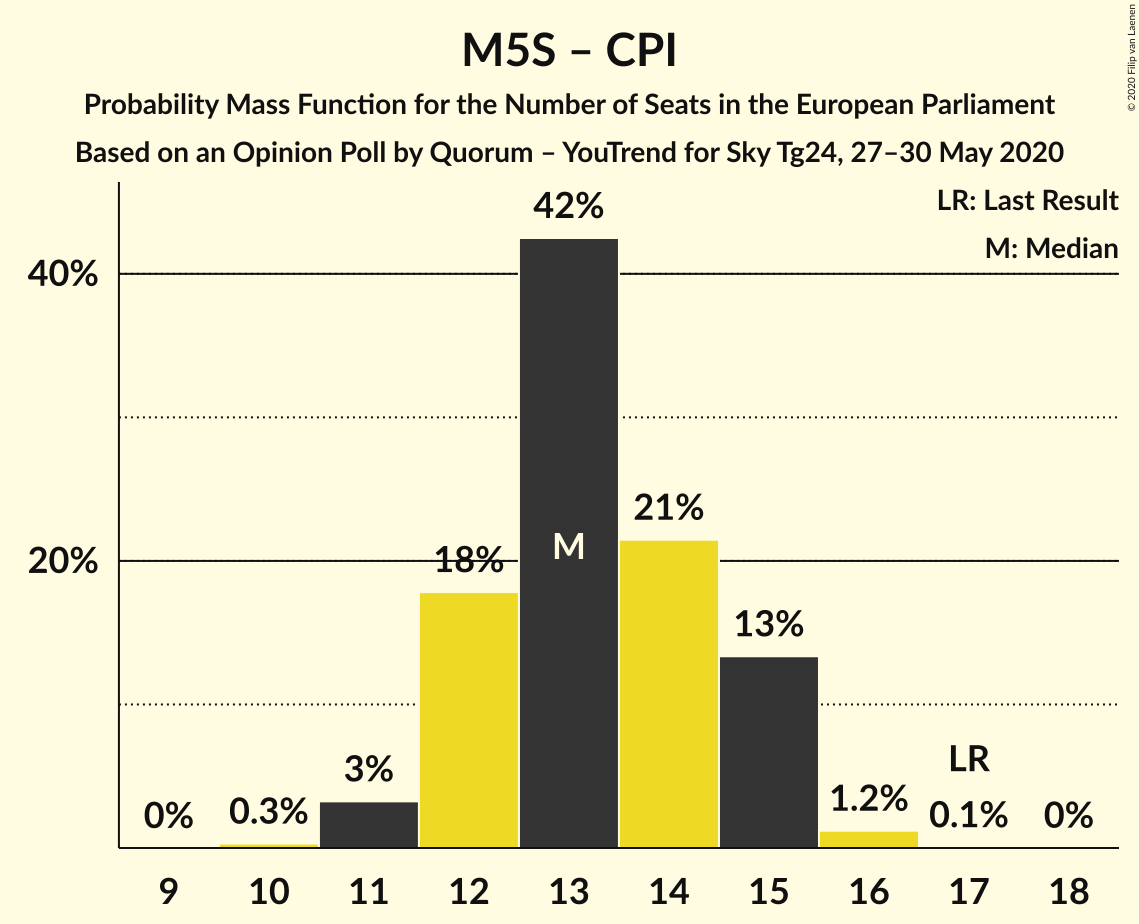 M5S – CPI
Probability Mass Function for the Number of Seats in the European Parliament
Based on an Opinion Poll by Quorum – YouTrend for Sky Tg24, 27–30 May 2020
© 2020 Filip van Laenen
LR: Last Result
M: Median
42%
40%
21%
M
20%
18%
13%
3%
LR
0%
0.3%
1.2%
0.1%
0%
9 10 11 12 13 14 15 16 17 18